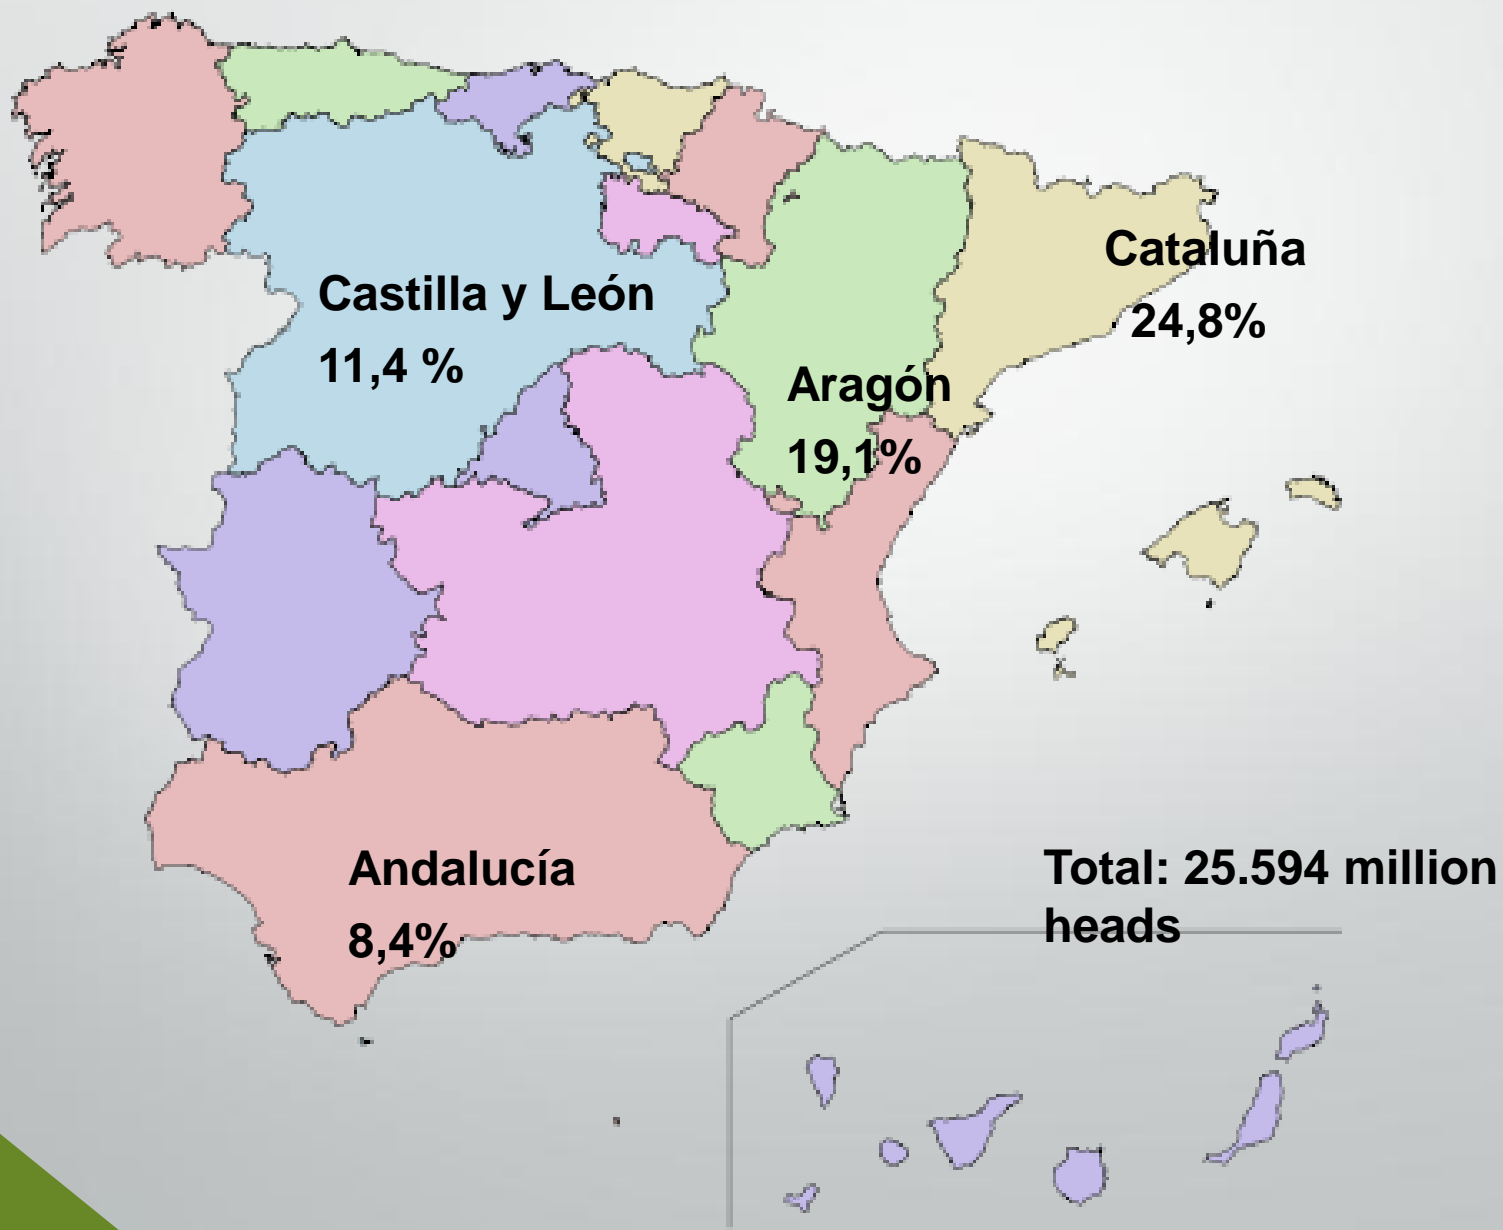 Cataluña
24,8%
Castilla y León
11,4 %
Aragón
19,1%
Andalucía
8,4%
Total: 25.594 million
heads